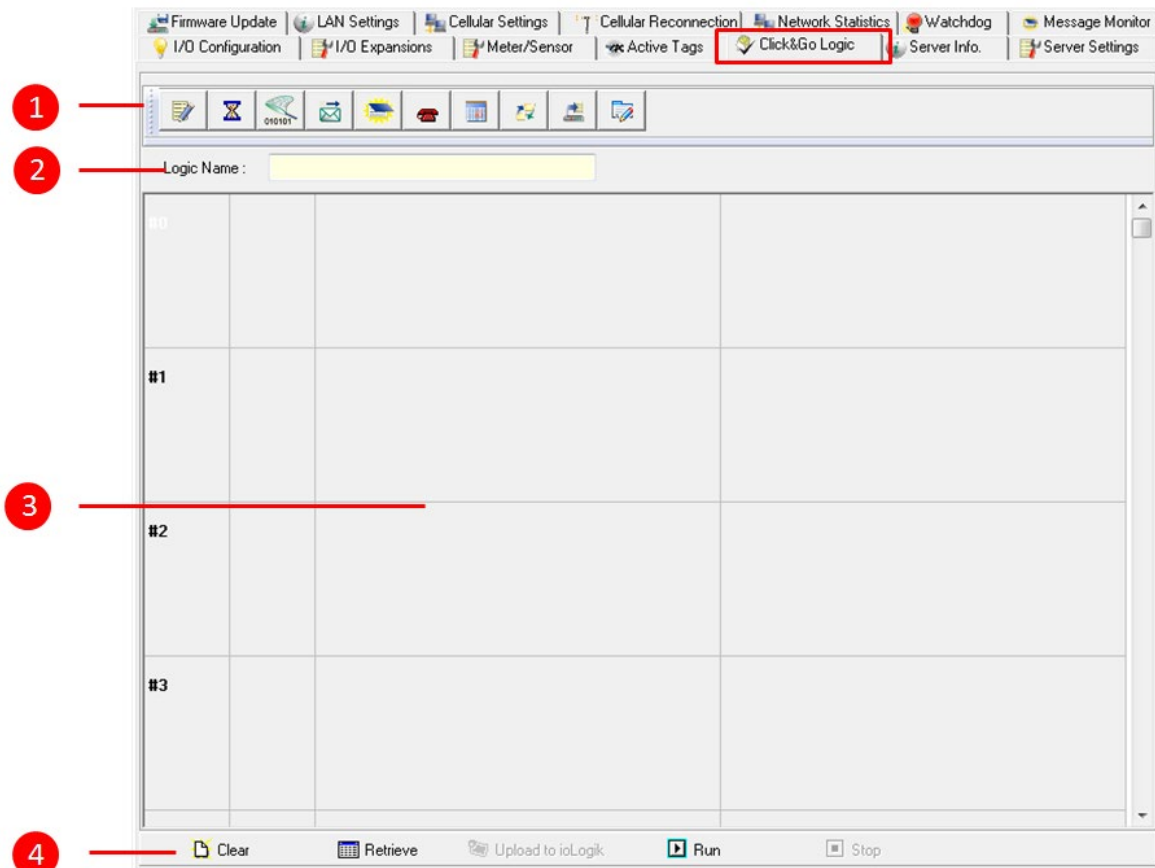 Firmware Update LAN Settings Cellular Settings Cellular Reconnection Network Statistics Watchdog Message Monitor
I/O Configuration I/O Expansions Meter/Sensor Active Tags Click&Go Logic Server Info. Server Settings
1
010101
2 Logic Name :
#0
#1
3
#2
#3
4 Clear Retrieve Upload to ioLogik Run Stop